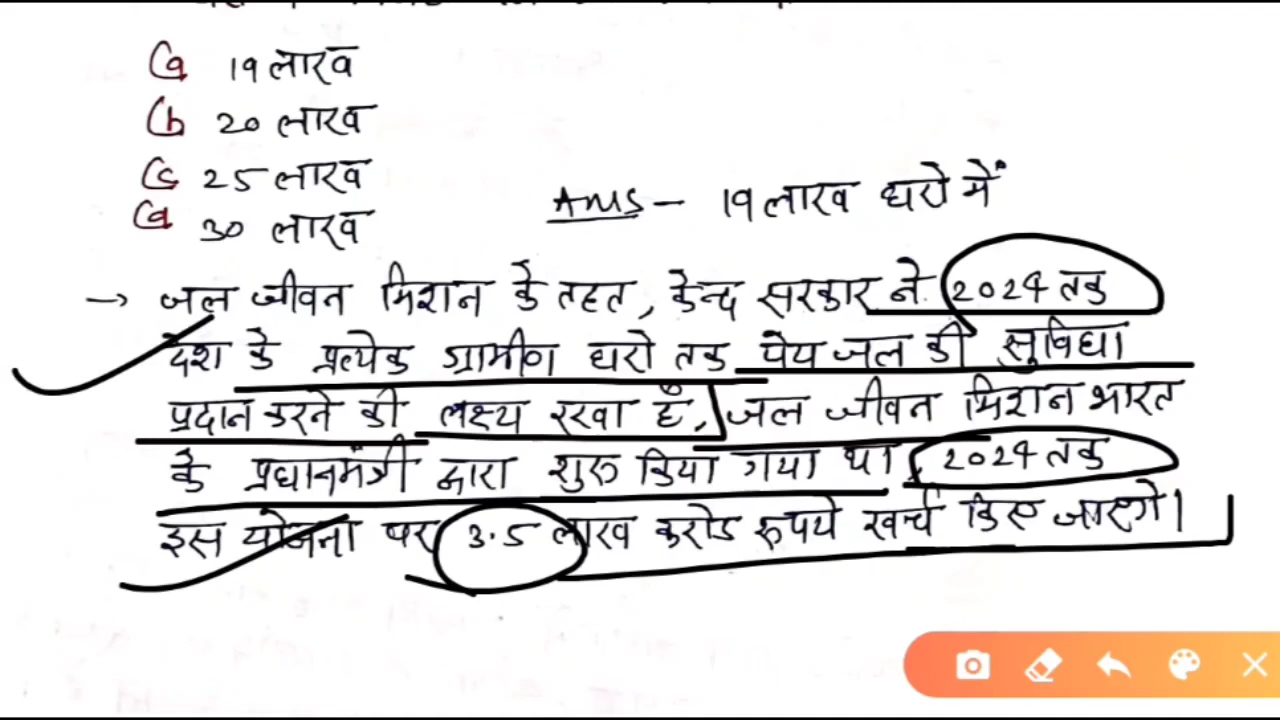 (a 19 लाख
(b 20 लाख
(c 25 लाख
(d 30 लाख
Ans - 19 लाख घरो में
→ जल जीवन मिशन के तहत, केन्द सरकार ने 2024 तक
देश के प्रत्येक ग्रामीण घरो तक पेय जल की सुविधा
प्रदान करने की लक्ष्य रखा है, जल जीवन मिशन भारत
के प्रधानमंत्री द्वारा शुरू किया गया था, 2024 तक
इस योजना पर 3.5 लाख करोड रूपये खर्च किए जाएगे।